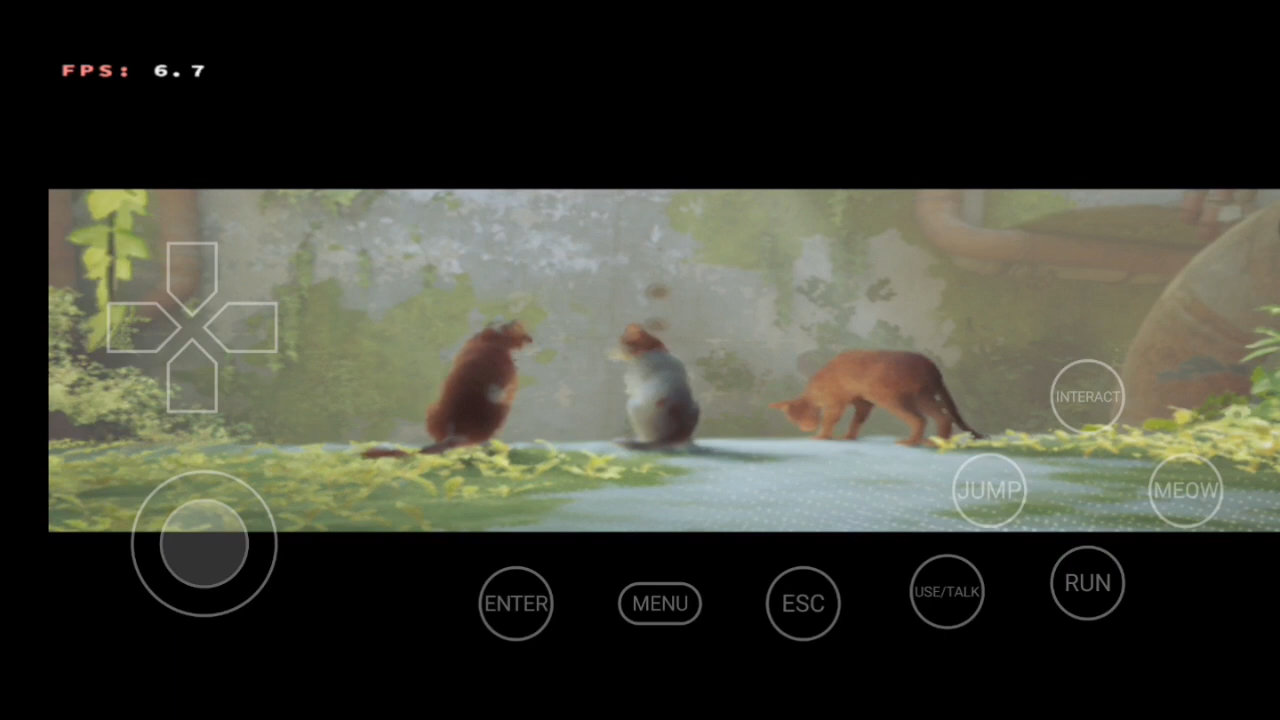 FPS: 6.7
INTERACT
JUMP
MEOW
ENTER
MENU
ESC
USE/TALK
RUN